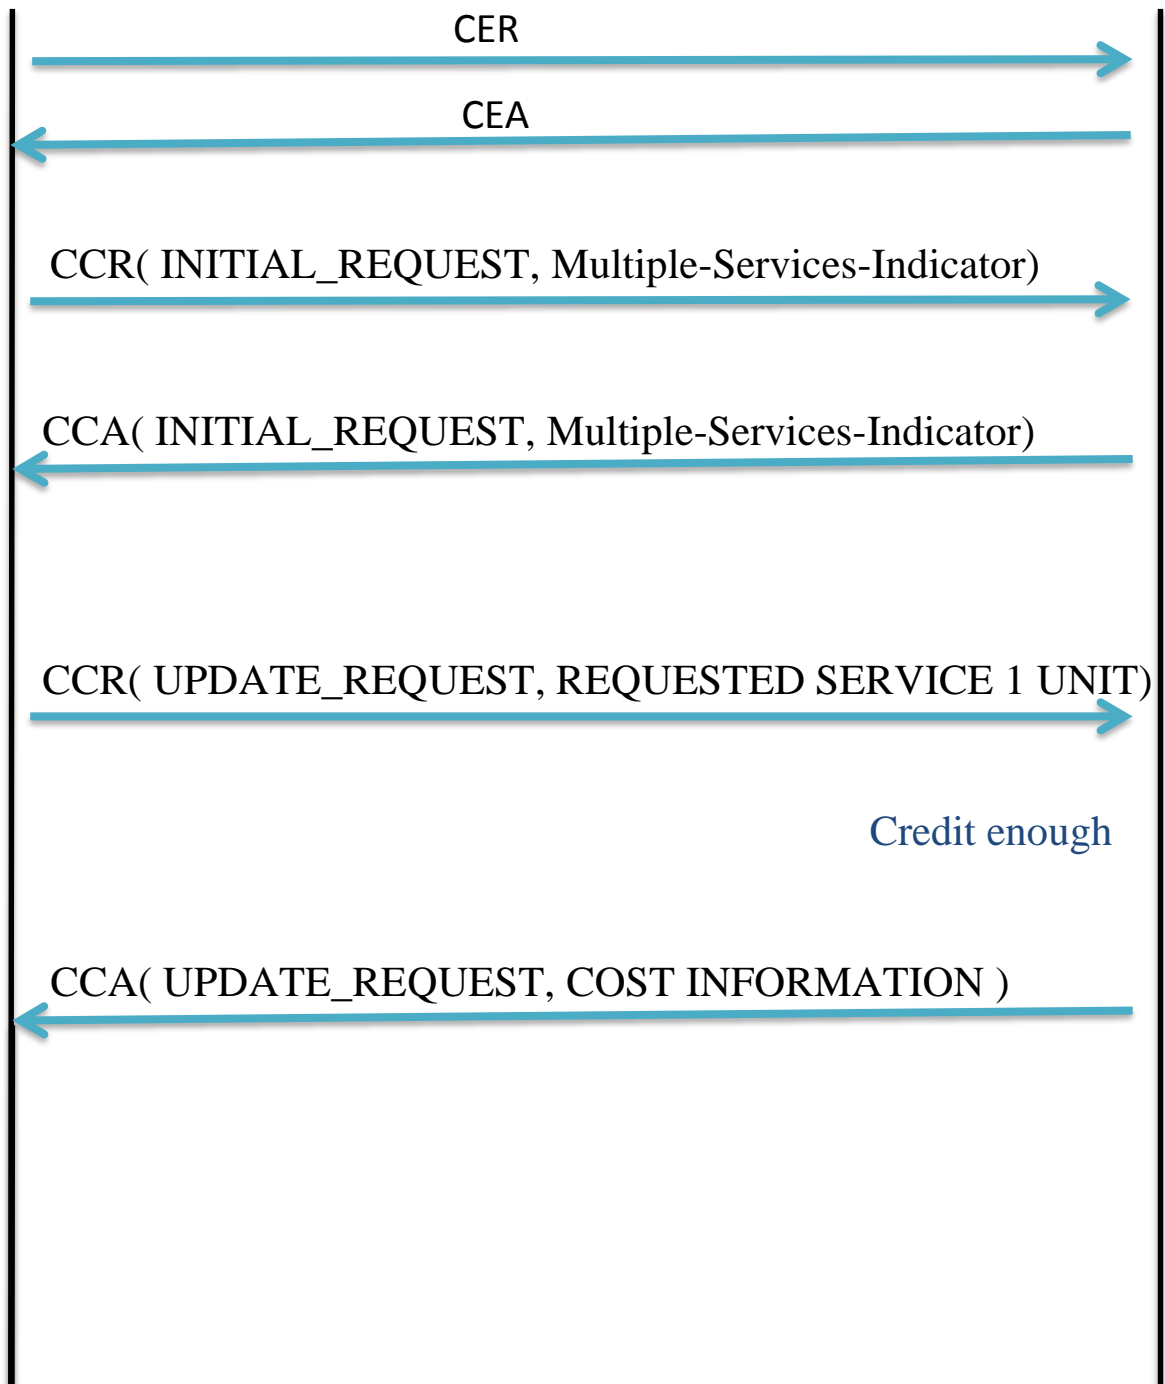 CER
CEA
CCR( INITIAL_REQUEST, Multiple-Services-Indicator)
CCA( INITIAL_REQUEST, Multiple-Services-Indicator)
CCR( UPDATE_REQUEST, REQUESTED SERVICE 1 UNIT)
Credit enough
CCA( UPDATE_REQUEST, COST INFORMATION )